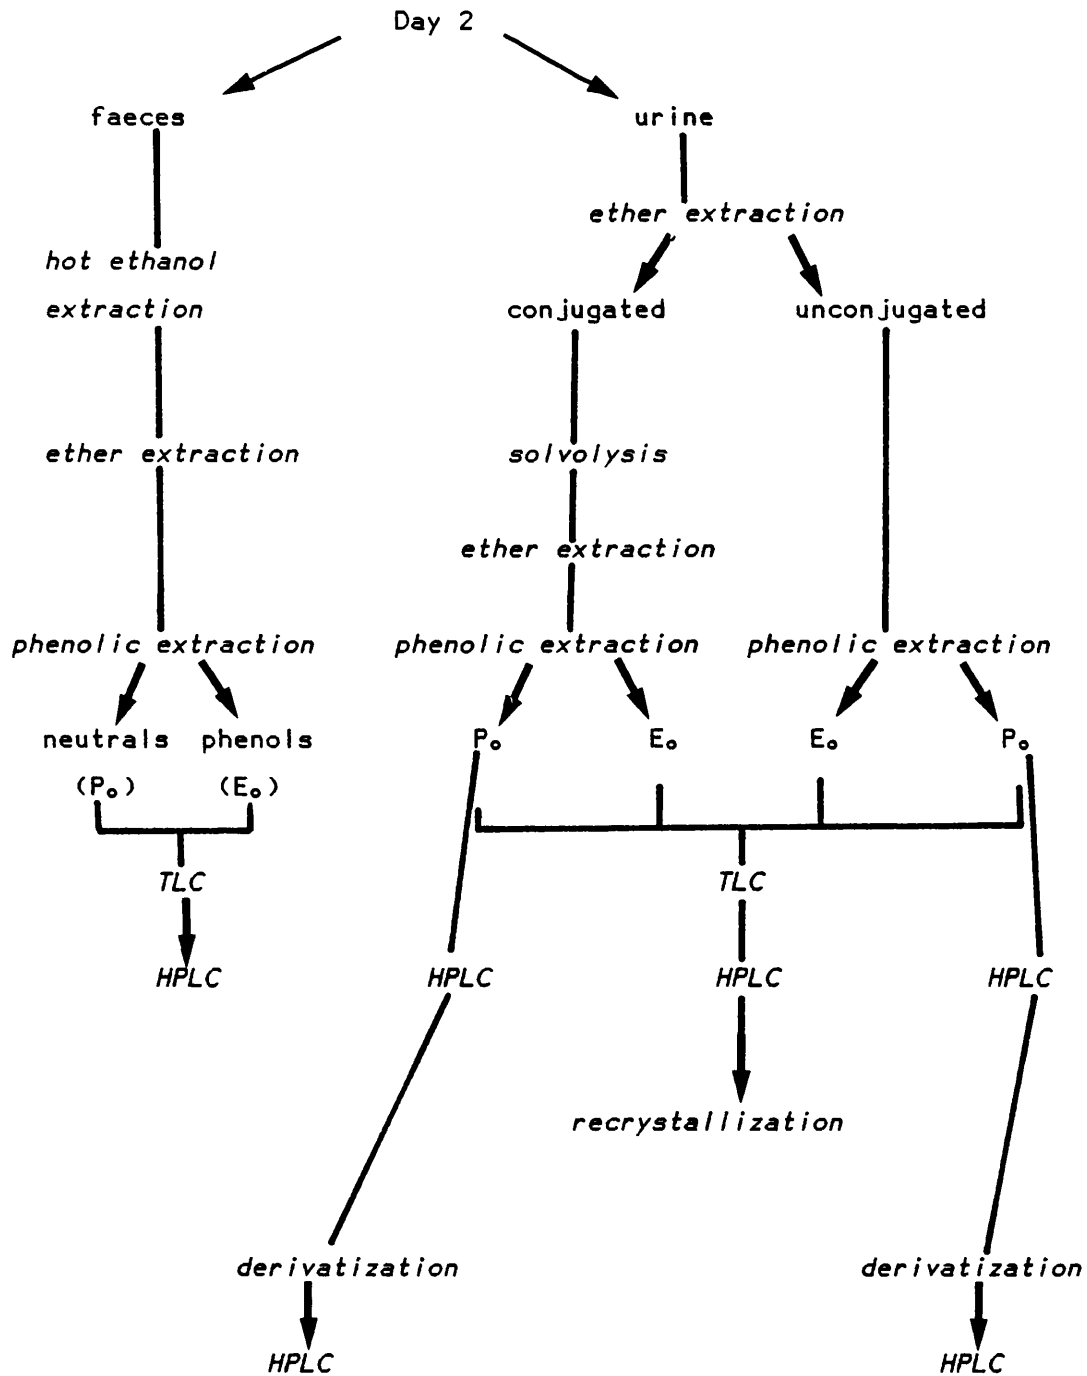 Day 2
faeces
urine
ether extraction
hot ethanol
extraction
conjugated
unconjugated
ether extraction
solvolysis
ether extraction
phenolic extraction
phenolic extraction
phenolic extraction
neutrals
phenols
(Po)
(Eo)
Po
Eo
Eo
Po
TLC
TLC
HPLC
HPLC
HPLC
HPLC
recrystallization
derivatization
derivatization
HPLC
HPLC